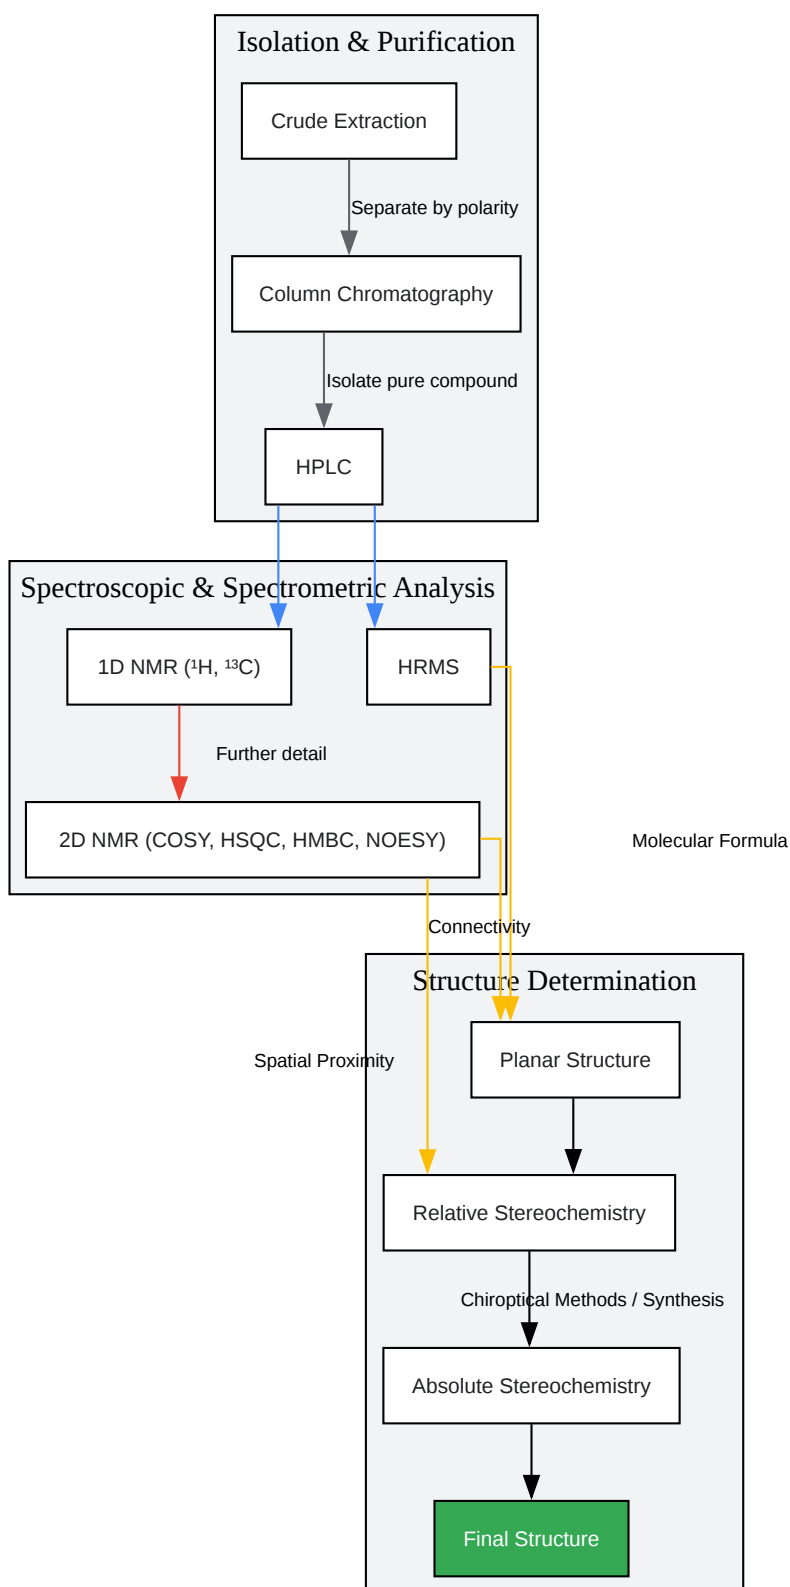 Isolation & Purification
Crude Extraction
Separate by polarity
Column Chromatography
Isolate pure compound
HPLC
Spectroscopic & Spectrometric Analysis
1D NMR (¹H, ¹³C)
HRMS
Further detail
2D NMR (COSY, HSQC, HMBC, NOESY)
Molecular Formula
Connectivity
Structure Determination
Planar Structure
Spatial Proximity
Relative Stereochemistry
Chiroptical Methods / Synthesis
Absolute Stereochemistry
Final Structure